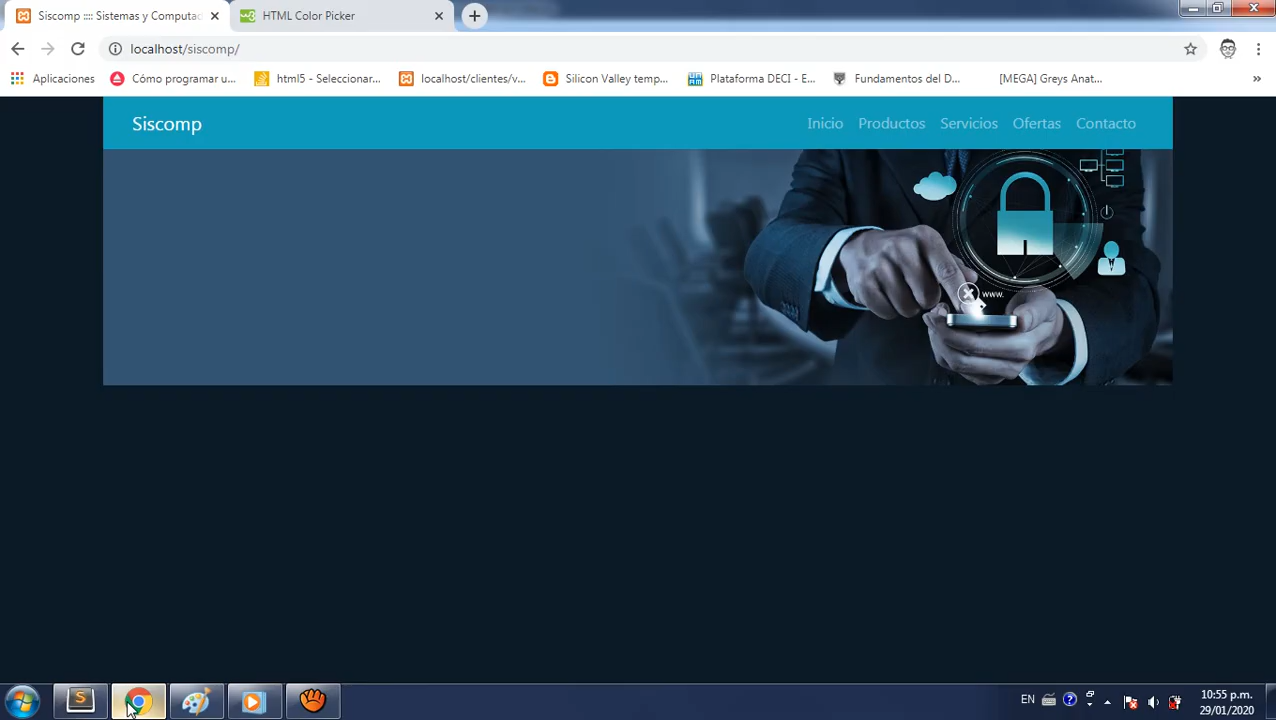 Siscomp :::: Sistemas y Computac
HTML Color Picker
localhost/siscomp/
Aplicaciones
Cómo programar u...
html5 - Seleccionar...
localhost/clientes/v...
Silicon Valley temp...
Plataforma DECI - E...
Fundamentos del D...
[MEGA] Greys Anat...
»
Siscomp
Inicio
Productos
Servicios
Ofertas
Contacto
www.
EN
10:55 p.m.
29/01/2020